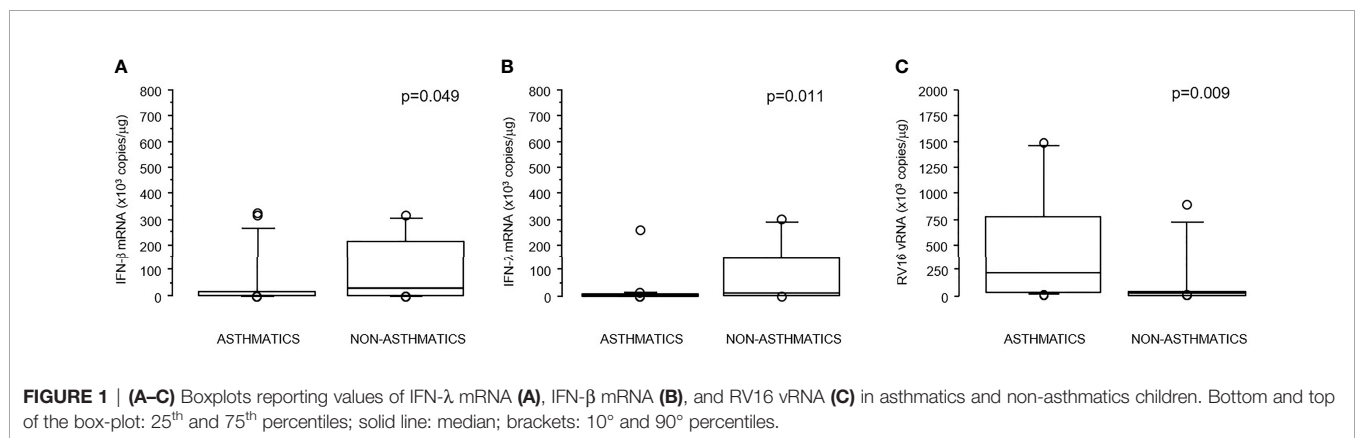 A
B
C
p=0.049
p=0.011
p=0.009
IFN-β mRNA (x10³ copies/µg)
800
700
600
500
400
300
200
100
0
ASTHMATICS
NON-ASTHMATICS
IFN-λ mRNA (x10³ copies/µg)
800
700
600
500
400
300
200
100
0
ASTHMATICS
NON-ASTHMATICS
RV16 vRNA (x10³ copies/µg)
2000
1750
1500
1250
750
500
250
0
ASTHMATICS
NON-ASTHMATICS
FIGURE 1 | (A–C) Boxplots reporting values of IFN-λ mRNA (A), IFN-β mRNA (B), and RV16 vRNA (C) in asthmatics and non-asthmatics children. Bottom and top
of the box-plot: 25th and 75th percentiles; solid line: median; brackets: 10° and 90° percentiles.